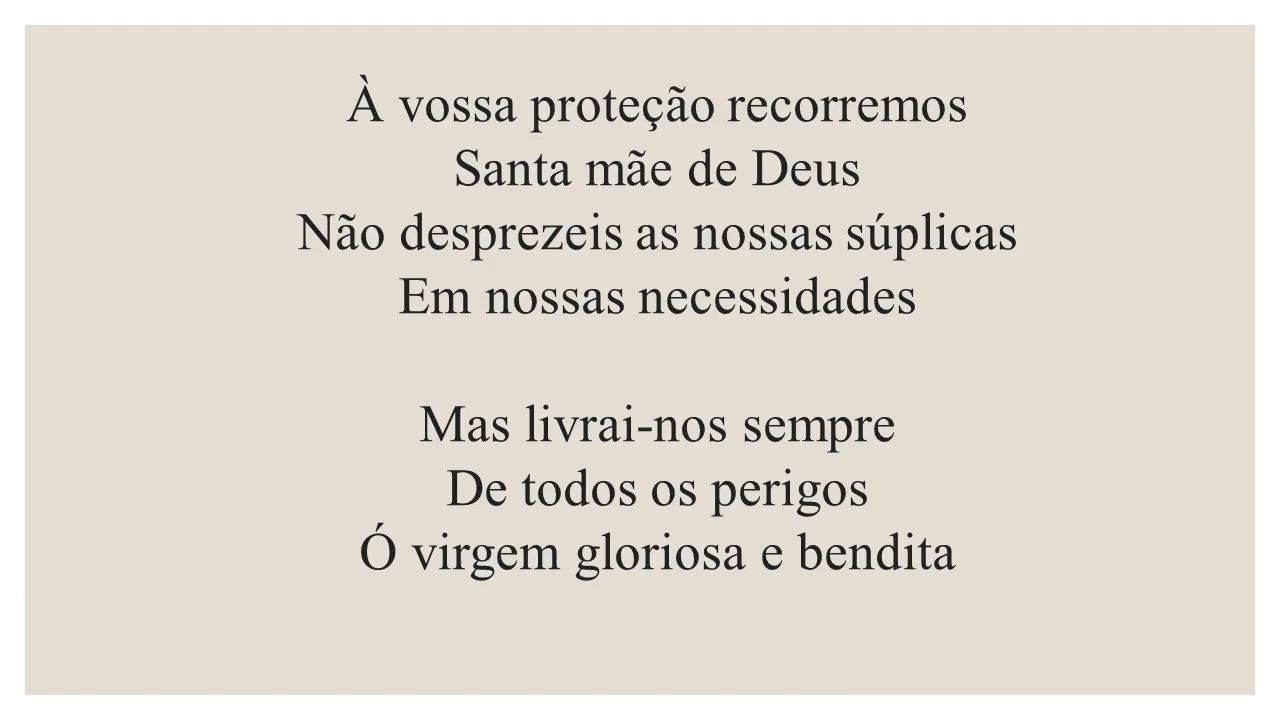 À vossa proteção recorremos
Santa mãe de Deus
Não desprezeis as nossas súplicas
Em nossas necessidades
Mas livrai-nos sempre
De todos os perigos
Ó virgem gloriosa e bendita